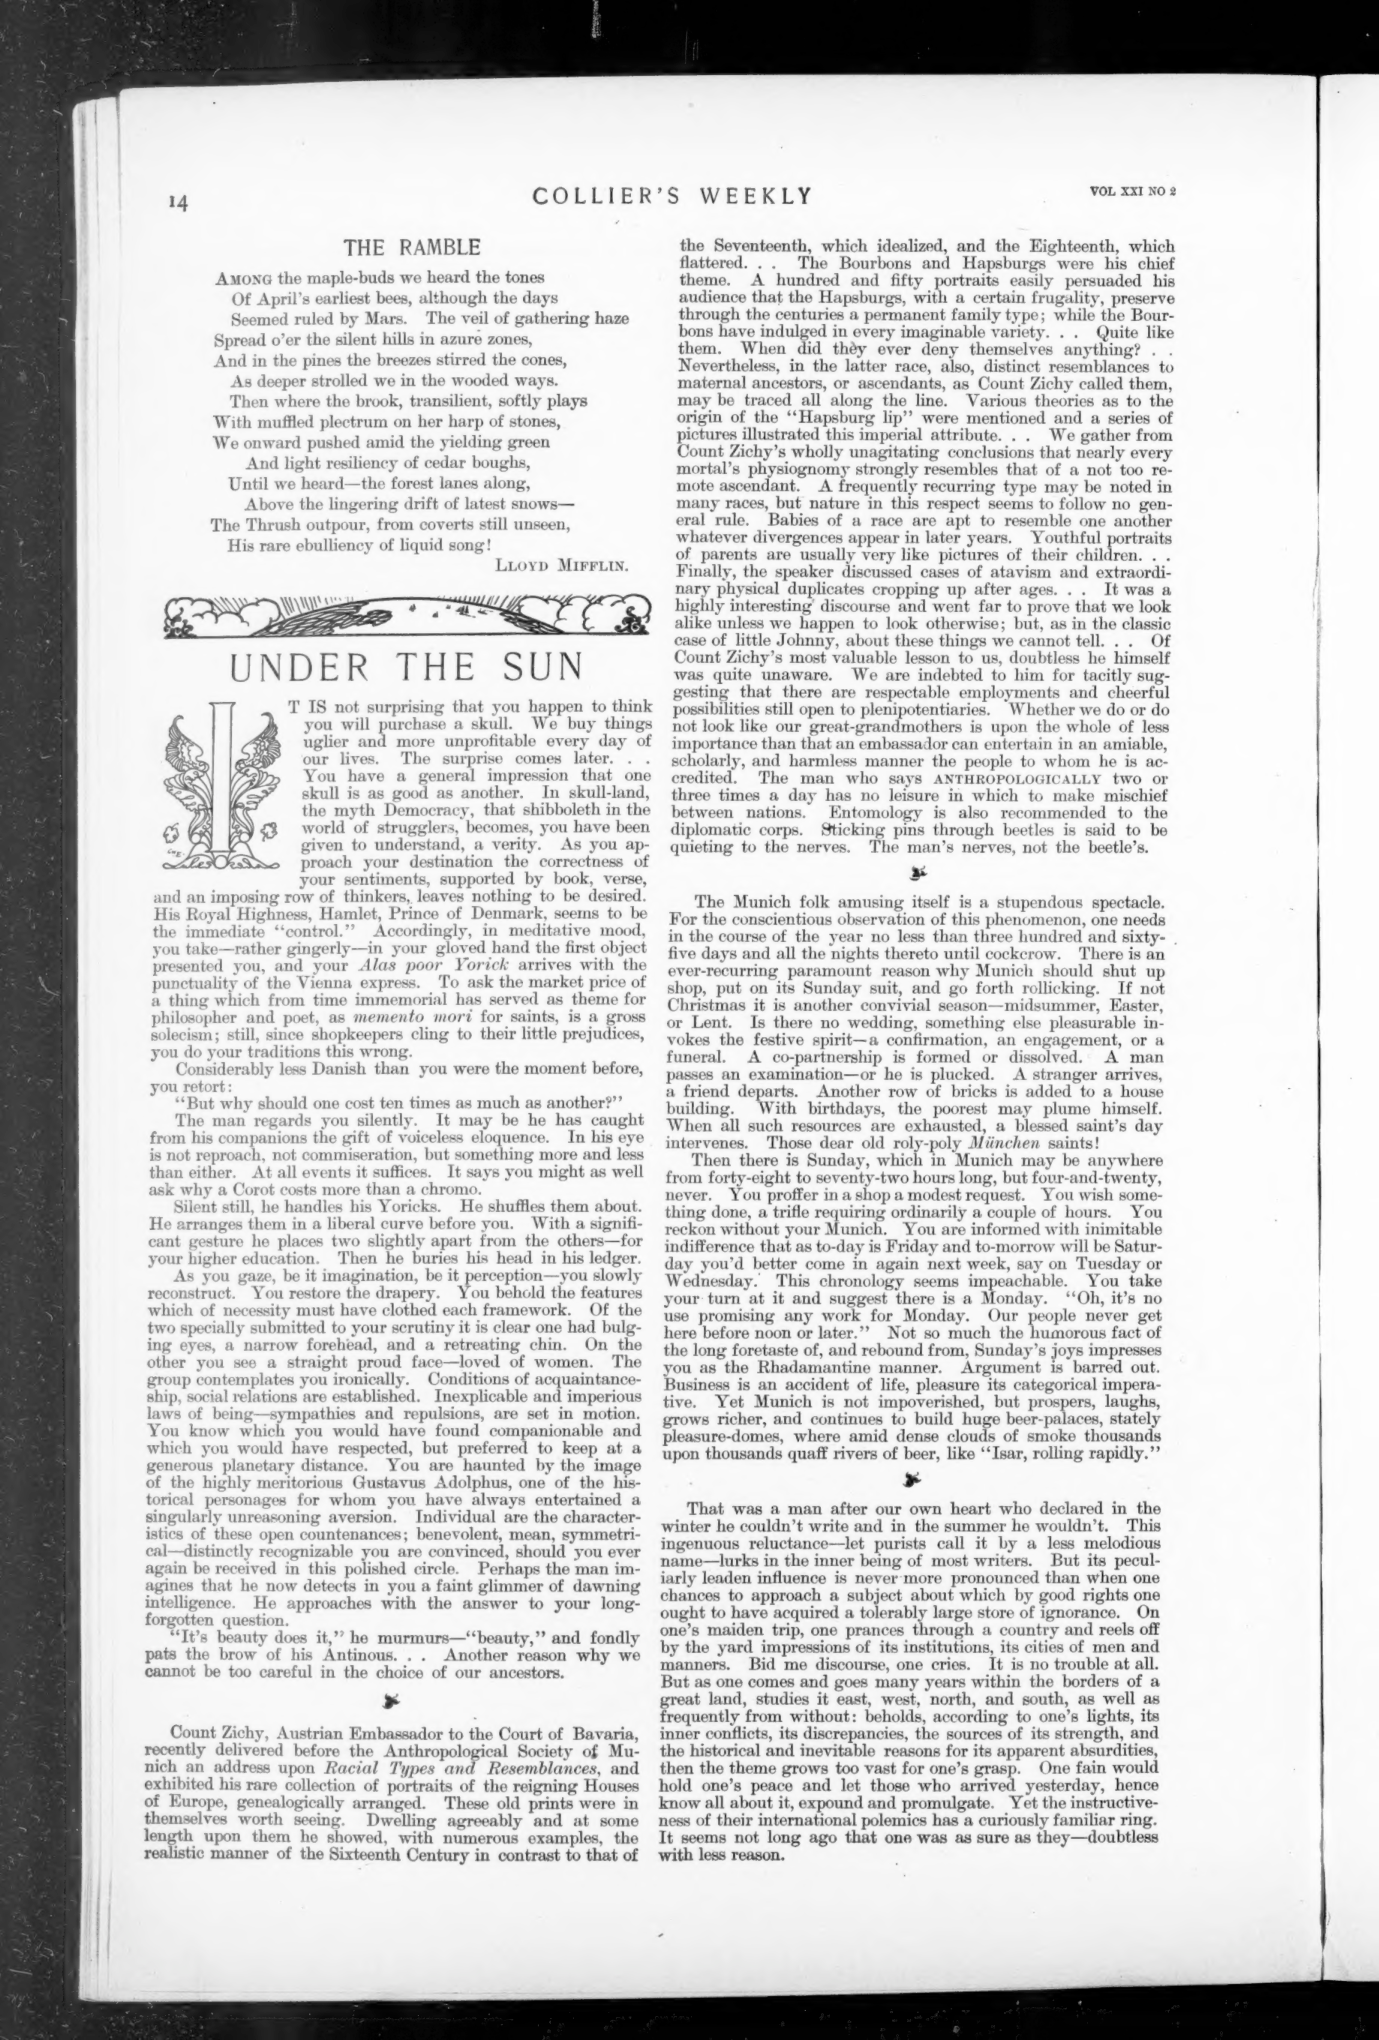 14
COLLIER'S WEEKLY
VOL XXI NO 2
THE RAMBLE
AMONG the maple-buds we heard the tones
Of April's earliest bees, although the days
Seemed ruled by Mars. The veil of gathering haze
Spread o'er the silent hills in azure zones,
And in the pines the breezes stirred the cones,
As deeper strolled we in the wooded ways.
Then where the brook, transilient, softly plays
With muffled plectrum on her harp of stones,
We onward pushed amid the yielding green
And light resiliency of cedar boughs,
Until we heard—the forest lanes along,
Above the lingering drift of latest snows—
The Thrush outpour, from coverts still unseen,
His rare ebulliency of liquid song!
LLOYD MIFFLIN.
UNDER THE SUN
IT IS not surprising that you happen to think
you will purchase a skull. We buy things
uglier and more unprofitable every day of
our lives. The surprise comes later. . .
You have a general impression that one
skull is as good as another. In skull-land,
the myth Democracy, that shibboleth in the
world of strugglers, becomes, you have been
given to understand, a verity. As you ap-
proach your destination the correctness of
your sentiments, supported by book, verse,
and an imposing row of thinkers, leaves nothing to be desired.
His Royal Highness, Hamlet, Prince of Denmark, seems to be
the immediate "control." Accordingly, in meditative mood,
you take—rather gingerly—in your gloved hand the first object
presented you, and your Alas poor Yorick arrives with the
punctuality of the Vienna express. To ask the market price of
a thing which from time immemorial has served as theme for
philosopher and poet, as memento mori for saints, is a gross
solecism; still, since shopkeepers cling to their little prejudices,
you do your traditions this wrong.
Considerably less Danish than you were the moment before,
you retort:
"But why should one cost ten times as much as another?"
The man regards you silently. It may be he has caught
from his companions the gift of voiceless eloquence. In his eye
is not reproach, not commiseration, but something more and less
than either. At all events it suffices. It says you might as well
ask why a Corot costs more than a chromo.
Silent still, he handles his Yoricks. He shuffles them about.
He arranges them in a liberal curve before you. With a signifi-
cant gesture he places two slightly apart from the others—for
your higher education. Then he buries his head in his ledger.
As you gaze, be it imagination, be it perception—you slowly
reconstruct. You restore the drapery. You behold the features
which of necessity must have clothed each framework. Of the
two specially submitted to your scrutiny it is clear one had bulg-
ing eyes, a narrow forehead, and a retreating chin. On the
other you see a straight proud face—loved of women. The
group contemplates you ironically. Conditions of acquaintance-
ship, social relations are established. Inexplicable and imperious
laws of being—sympathies and repulsions, are set in motion.
You know which you would have found companionable and
which you would have respected, but preferred to keep at a
generous planetary distance. You are haunted by the image
of the highly meritorious Gustavus Adolphus, one of the his-
torical personages for whom you have always entertained a
singularly unreasoning aversion. Individual are the character-
istics of these open countenances; benevolent, mean, symmetri-
cal—distinctly recognizable you are convinced, should you ever
again be received in this polished circle. Perhaps the man im-
agines that he now detects in you a faint glimmer of dawning
intelligence. He approaches with the answer to your long-
forgotten question.
"It's beauty does it," he murmurs—"beauty," and fondly
pats the brow of his Antinous. . . Another reason why we
cannot be too careful in the choice of our ancestors.
Count Zichy, Austrian Embassador to the Court of Bavaria,
recently delivered before the Anthropological Society of Mu-
nich an address upon Racial Types and Resemblances, and
exhibited his rare collection of portraits of the reigning Houses
of Europe, genealogically arranged. These old prints were in
themselves worth seeing. Dwelling agreeably and at some
length upon them he showed, with numerous examples, the
realistic manner of the Sixteenth Century in contrast to that of
the Seventeenth, which idealized, and the Eighteenth, which
flattered. . . The Bourbons and Hapsburgs were his chief
theme. A hundred and fifty portraits easily persuaded his
audience that the Hapsburgs, with a certain frugality, preserve
through the centuries a permanent family type; while the Bour-
bons have indulged in every imaginable variety. . . Quite like
them. When did they ever deny themselves anything? . .
Nevertheless, in the latter race, also, distinct resemblances to
maternal ancestors, or ascendants, as Count Zichy called them,
may be traced all along the line. Various theories as to the
origin of the "Hapsburg lip" were mentioned and a series of
pictures illustrated this imperial attribute. . . We gather from
Count Zichy's wholly unagitating conclusions that nearly every
mortal's physiognomy strongly resembles that of a not too re-
mote ascendant. A frequently recurring type may be noted in
many races, but nature in this respect seems to follow no gen-
eral rule. Babies of a race are apt to resemble one another
whatever divergences appear in later years. Youthful portraits
of parents are usually very like pictures of their children. . .
Finally, the speaker discussed cases of atavism and extraordi-
nary physical duplicates cropping up after ages. . . It was a
highly interesting discourse and went far to prove that we look
alike unless we happen to look otherwise; but, as in the classic
case of little Johnny, about these things we cannot tell. . . Of
Count Zichy's most valuable lesson to us, doubtless he himself
was quite unaware. We are indebted to him for tacitly sug-
gesting that there are respectable employments and cheerful
possibilities still open to plenipotentiaries. Whether we do or do
not look like our great-grandmothers is upon the whole of less
importance than that an embassador can entertain in an amiable,
scholarly, and harmless manner the people to whom he is ac-
credited. The man who says ANTHROPOLOGICALLY two or
three times a day has no leisure in which to make mischief
between nations. Entomology is also recommended to the
diplomatic corps. Sticking pins through beetles is said to be
quieting to the nerves. The man's nerves, not the beetle's.
The Munich folk amusing itself is a stupendous spectacle.
For the conscientious observation of this phenomenon, one needs
in the course of the year no less than three hundred and sixty-
five days and all the nights thereto until cockcrow. There is an
ever-recurring paramount reason why Munich should shut up
shop, put on its Sunday suit, and go forth rollicking. If not
Christmas it is another convivial season—midsummer, Easter,
or Lent. Is there no wedding, something else pleasurable in-
vokes the festive spirit—a confirmation, an engagement, or a
funeral. A co-partnership is formed or dissolved. A man
passes an examination—or he is plucked. A stranger arrives,
a friend departs. Another row of bricks is added to a house
building. With birthdays, the poorest may plume himself.
When all such resources are exhausted, a blessed saint's day
intervenes. Those dear old roly-poly München saints!
Then there is Sunday, which in Munich may be anywhere
from forty-eight to seventy-two hours long, but four-and-twenty,
never. You proffer in a shop a modest request. You wish some-
thing done, a trifle requiring ordinarily a couple of hours. You
reckon without your Munich. You are informed with inimitable
indifference that as to-day is Friday and to-morrow will be Satur-
day you'd better come in again next week, say on Tuesday or
Wednesday. This chronology seems impeachable. You take
your turn at it and suggest there is a Monday. "Oh, it's no
use promising any work for Monday. Our people never get
here before noon or later." Not so much the humorous fact of
the long foretaste of, and rebound from, Sunday's joys impresses
you as the Rhadamantine manner. Argument is barred out.
Business is an accident of life, pleasure its categorical impera-
tive. Yet Munich is not impoverished, but prospers, laughs,
grows richer, and continues to build huge beer-palaces, stately
pleasure-domes, where amid dense clouds of smoke thousands
upon thousands quaff rivers of beer, like "Isar, rolling rapidly."
That was a man after our own heart who declared in the
winter he couldn't write and in the summer he wouldn't. This
ingenuous reluctance—let purists call it by a less melodious
name—lurks in the inner being of most writers. But its pecul-
iarly leaden influence is never more pronounced than when one
chances to approach a subject about which by good rights one
ought to have acquired a tolerably large store of ignorance. On
one's maiden trip, one prances through a country and reels off
by the yard impressions of its institutions, its cities of men and
manners. Bid me discourse, one cries. It is no trouble at all.
But as one comes and goes many years within the borders of a
great land, studies it east, west, north, and south, as well as
frequently from without: beholds, according to one's lights, its
inner conflicts, its discrepancies, the sources of its strength, and
the historical and inevitable reasons for its apparent absurdities,
then the theme grows too vast for one's grasp. One fain would
hold one's peace and let those who arrived yesterday, hence
know all about it, expound and promulgate. Yet the instructive-
ness of their international polemics has a curiously familiar ring.
It seems not long ago that one was as sure as they—doubtless
with less reason.